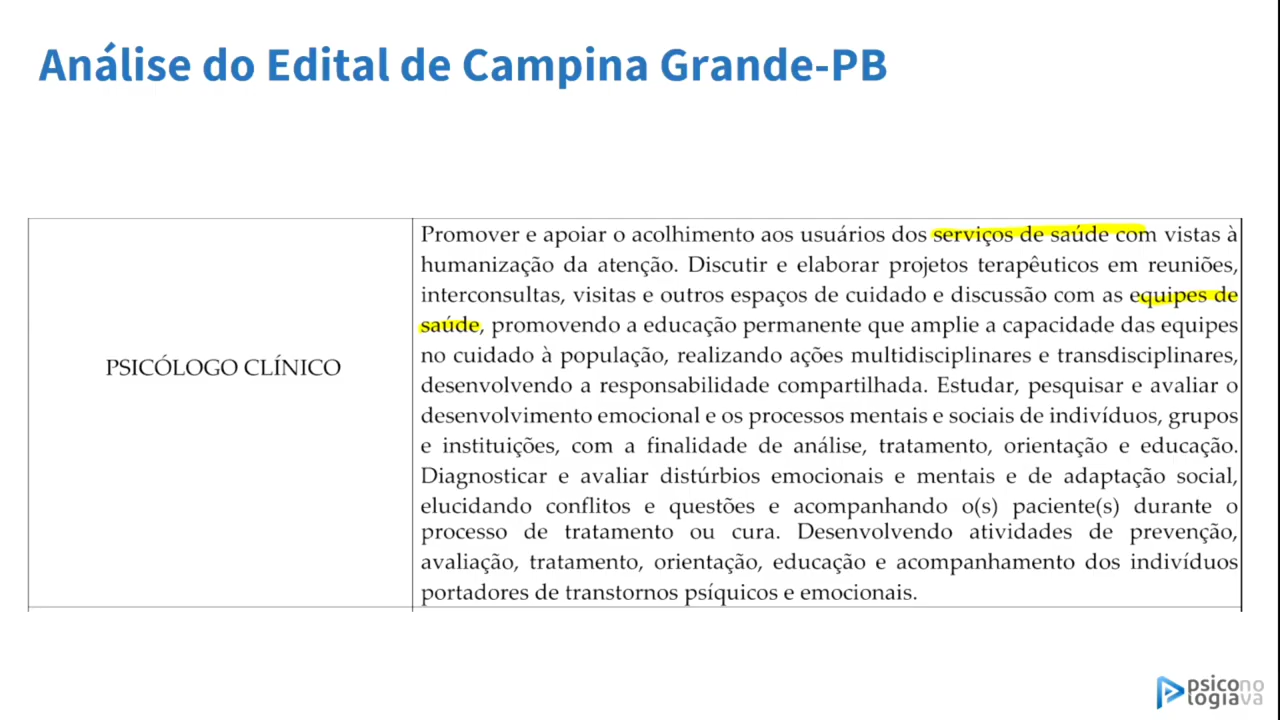 Análise do Edital de Campina Grande-PB
Promover e apoiar o acolhimento aos usuários dos serviços de saúde com vistas à
humanização da atenção. Discutir e elaborar projetos terapêuticos em reuniões,
interconsultas, visitas e outros espaços de cuidado e discussão com as equipes de
saúde, promovendo a educação permanente que amplie a capacidade das equipes
no cuidado à população, realizando ações multidisciplinares e transdisciplinares,
PSICÓLOGO CLÍNICO
desenvolvendo a responsabilidade compartilhada. Estudar, pesquisar e avaliar o
desenvolvimento emocional e os processos mentais e sociais de indivíduos, grupos
e instituições, com a finalidade de análise, tratamento, orientação e educação.
Diagnosticar e avaliar distúrbios emocionais e mentais e de adaptação social,
elucidando conflitos e questões e acompanhando o(s) paciente(s) durante o
processo de tratamento ou cura. Desenvolvendo atividades de prevenção,
avaliação, tratamento, orientação, educação e acompanhamento dos indivíduos
portadores de transtornos psíquicos e emocionais.
psicono
logiava